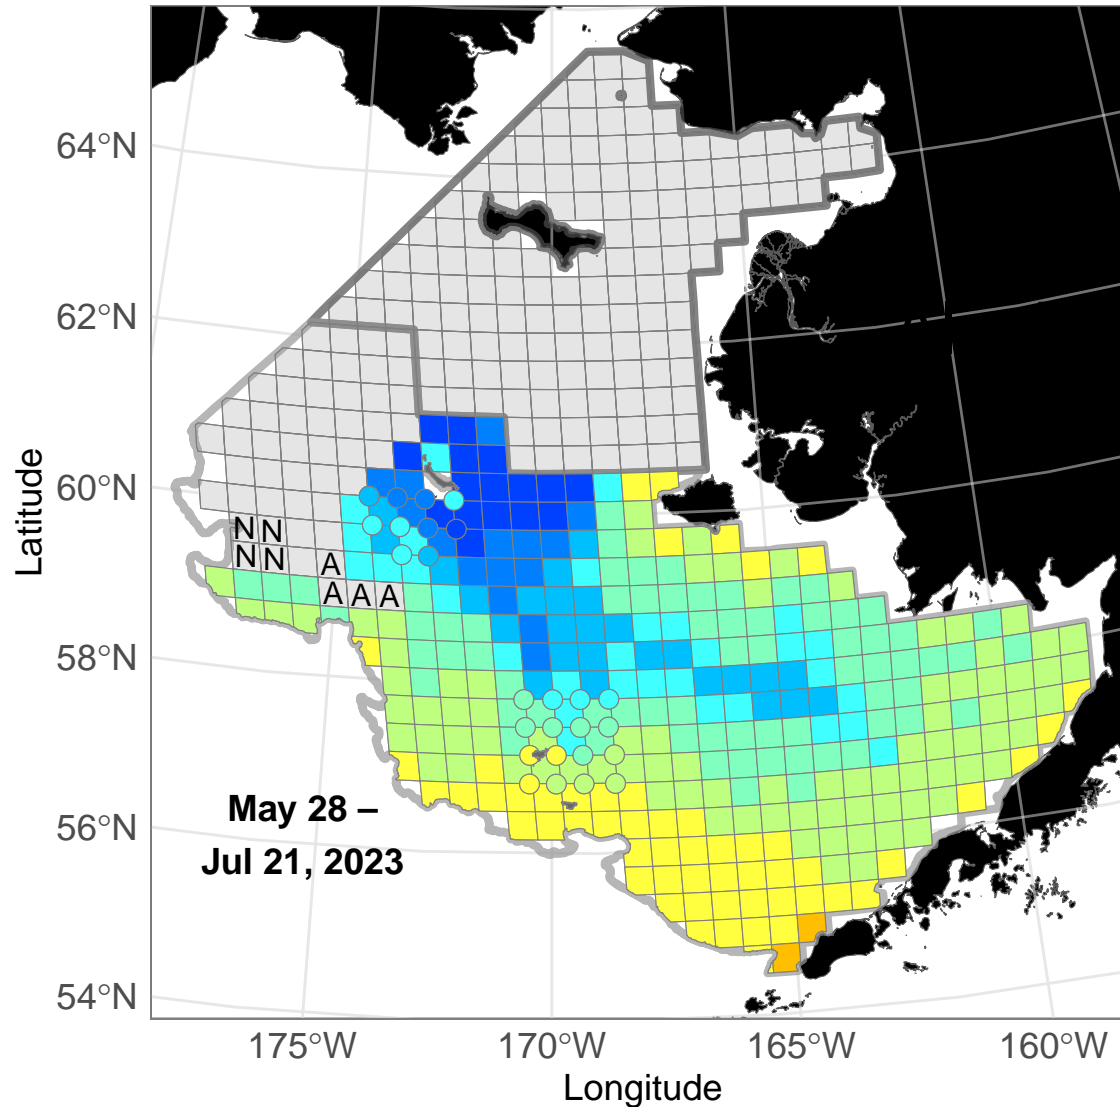 64°N
62°N
60°N
58°N
56°N
54°N
Latitude
N N
N N A
A A A
May 28 –
Jul 21, 2023
175°W 170°W 165°W 160°W
Longitude